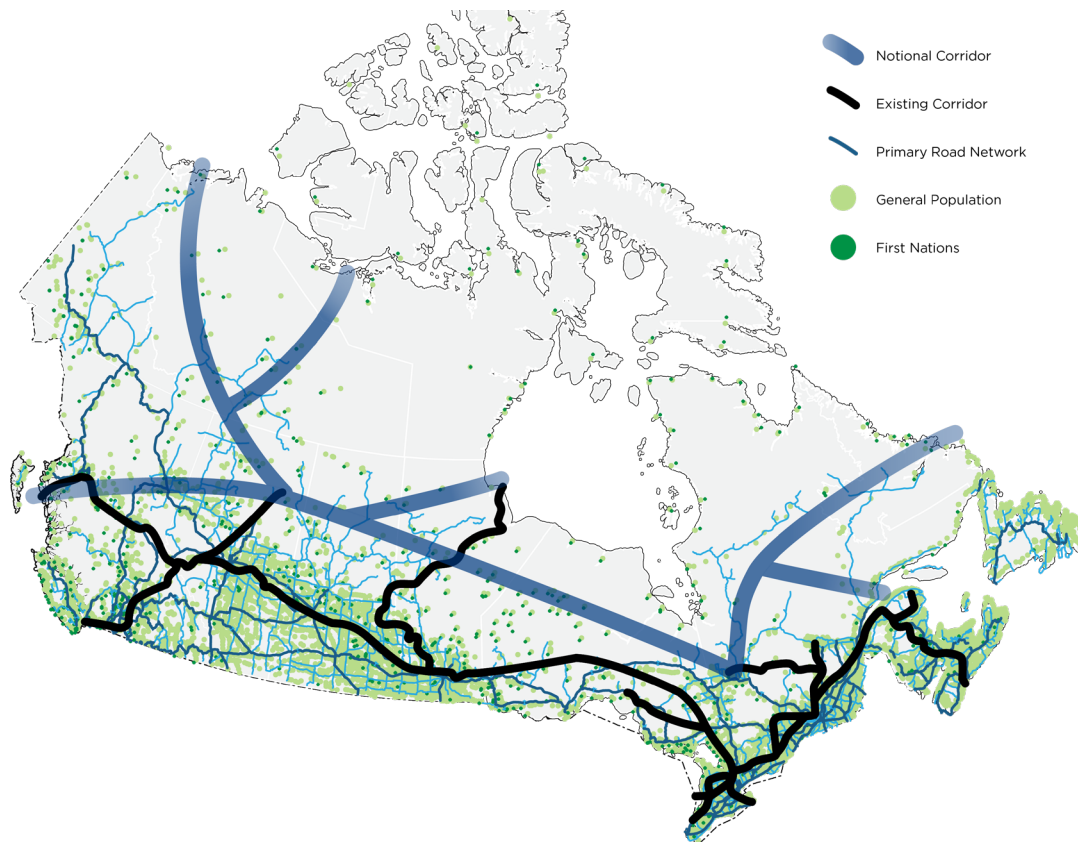 Notional Corridor
Existing Corridor
Primary Road Network
General Population
First Nations